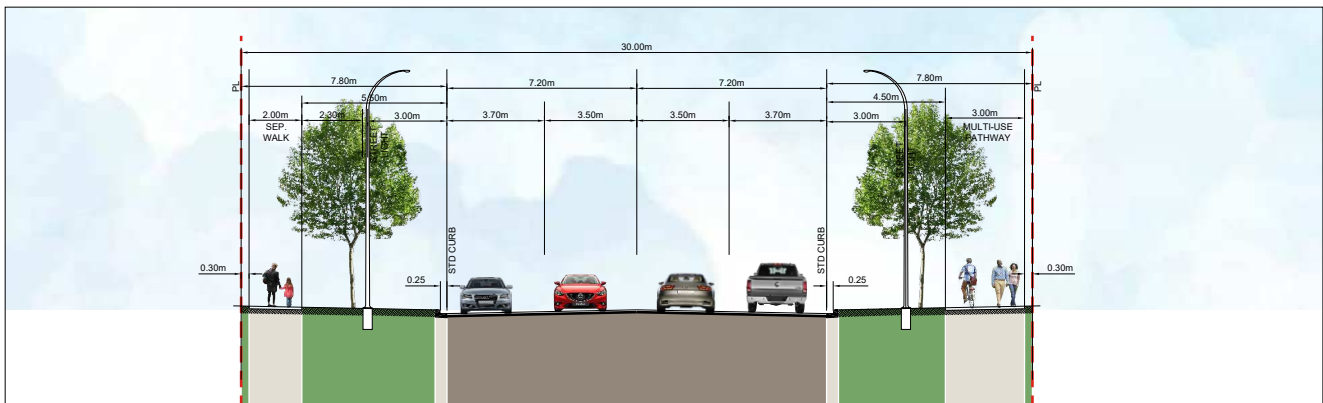 30.00m
7.80m
7.20m
7.20m
7.80m
PL
PL
5.50m
4.50m
2.00m
2.30m
3.00m
3.70m
3.50m
3.50m
3.70m
3.00m
3.00m
SEP.
WALK
MULTI-USE
PATHWAY
STD CURB
STD CURB
0.30m
0.25
0.25
0.30m